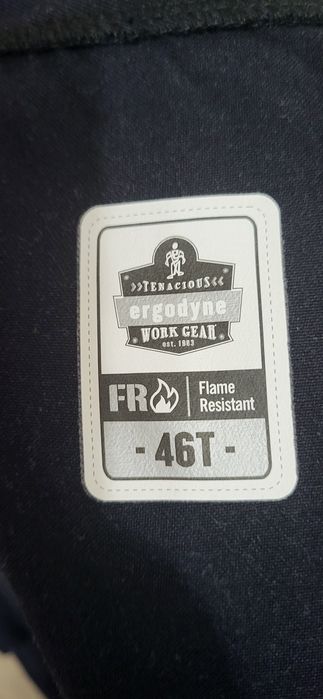 »TENACIOUS«
ergodyne
WORK GEAR
est. 1983
FR Flame
Resistant
- 46T -